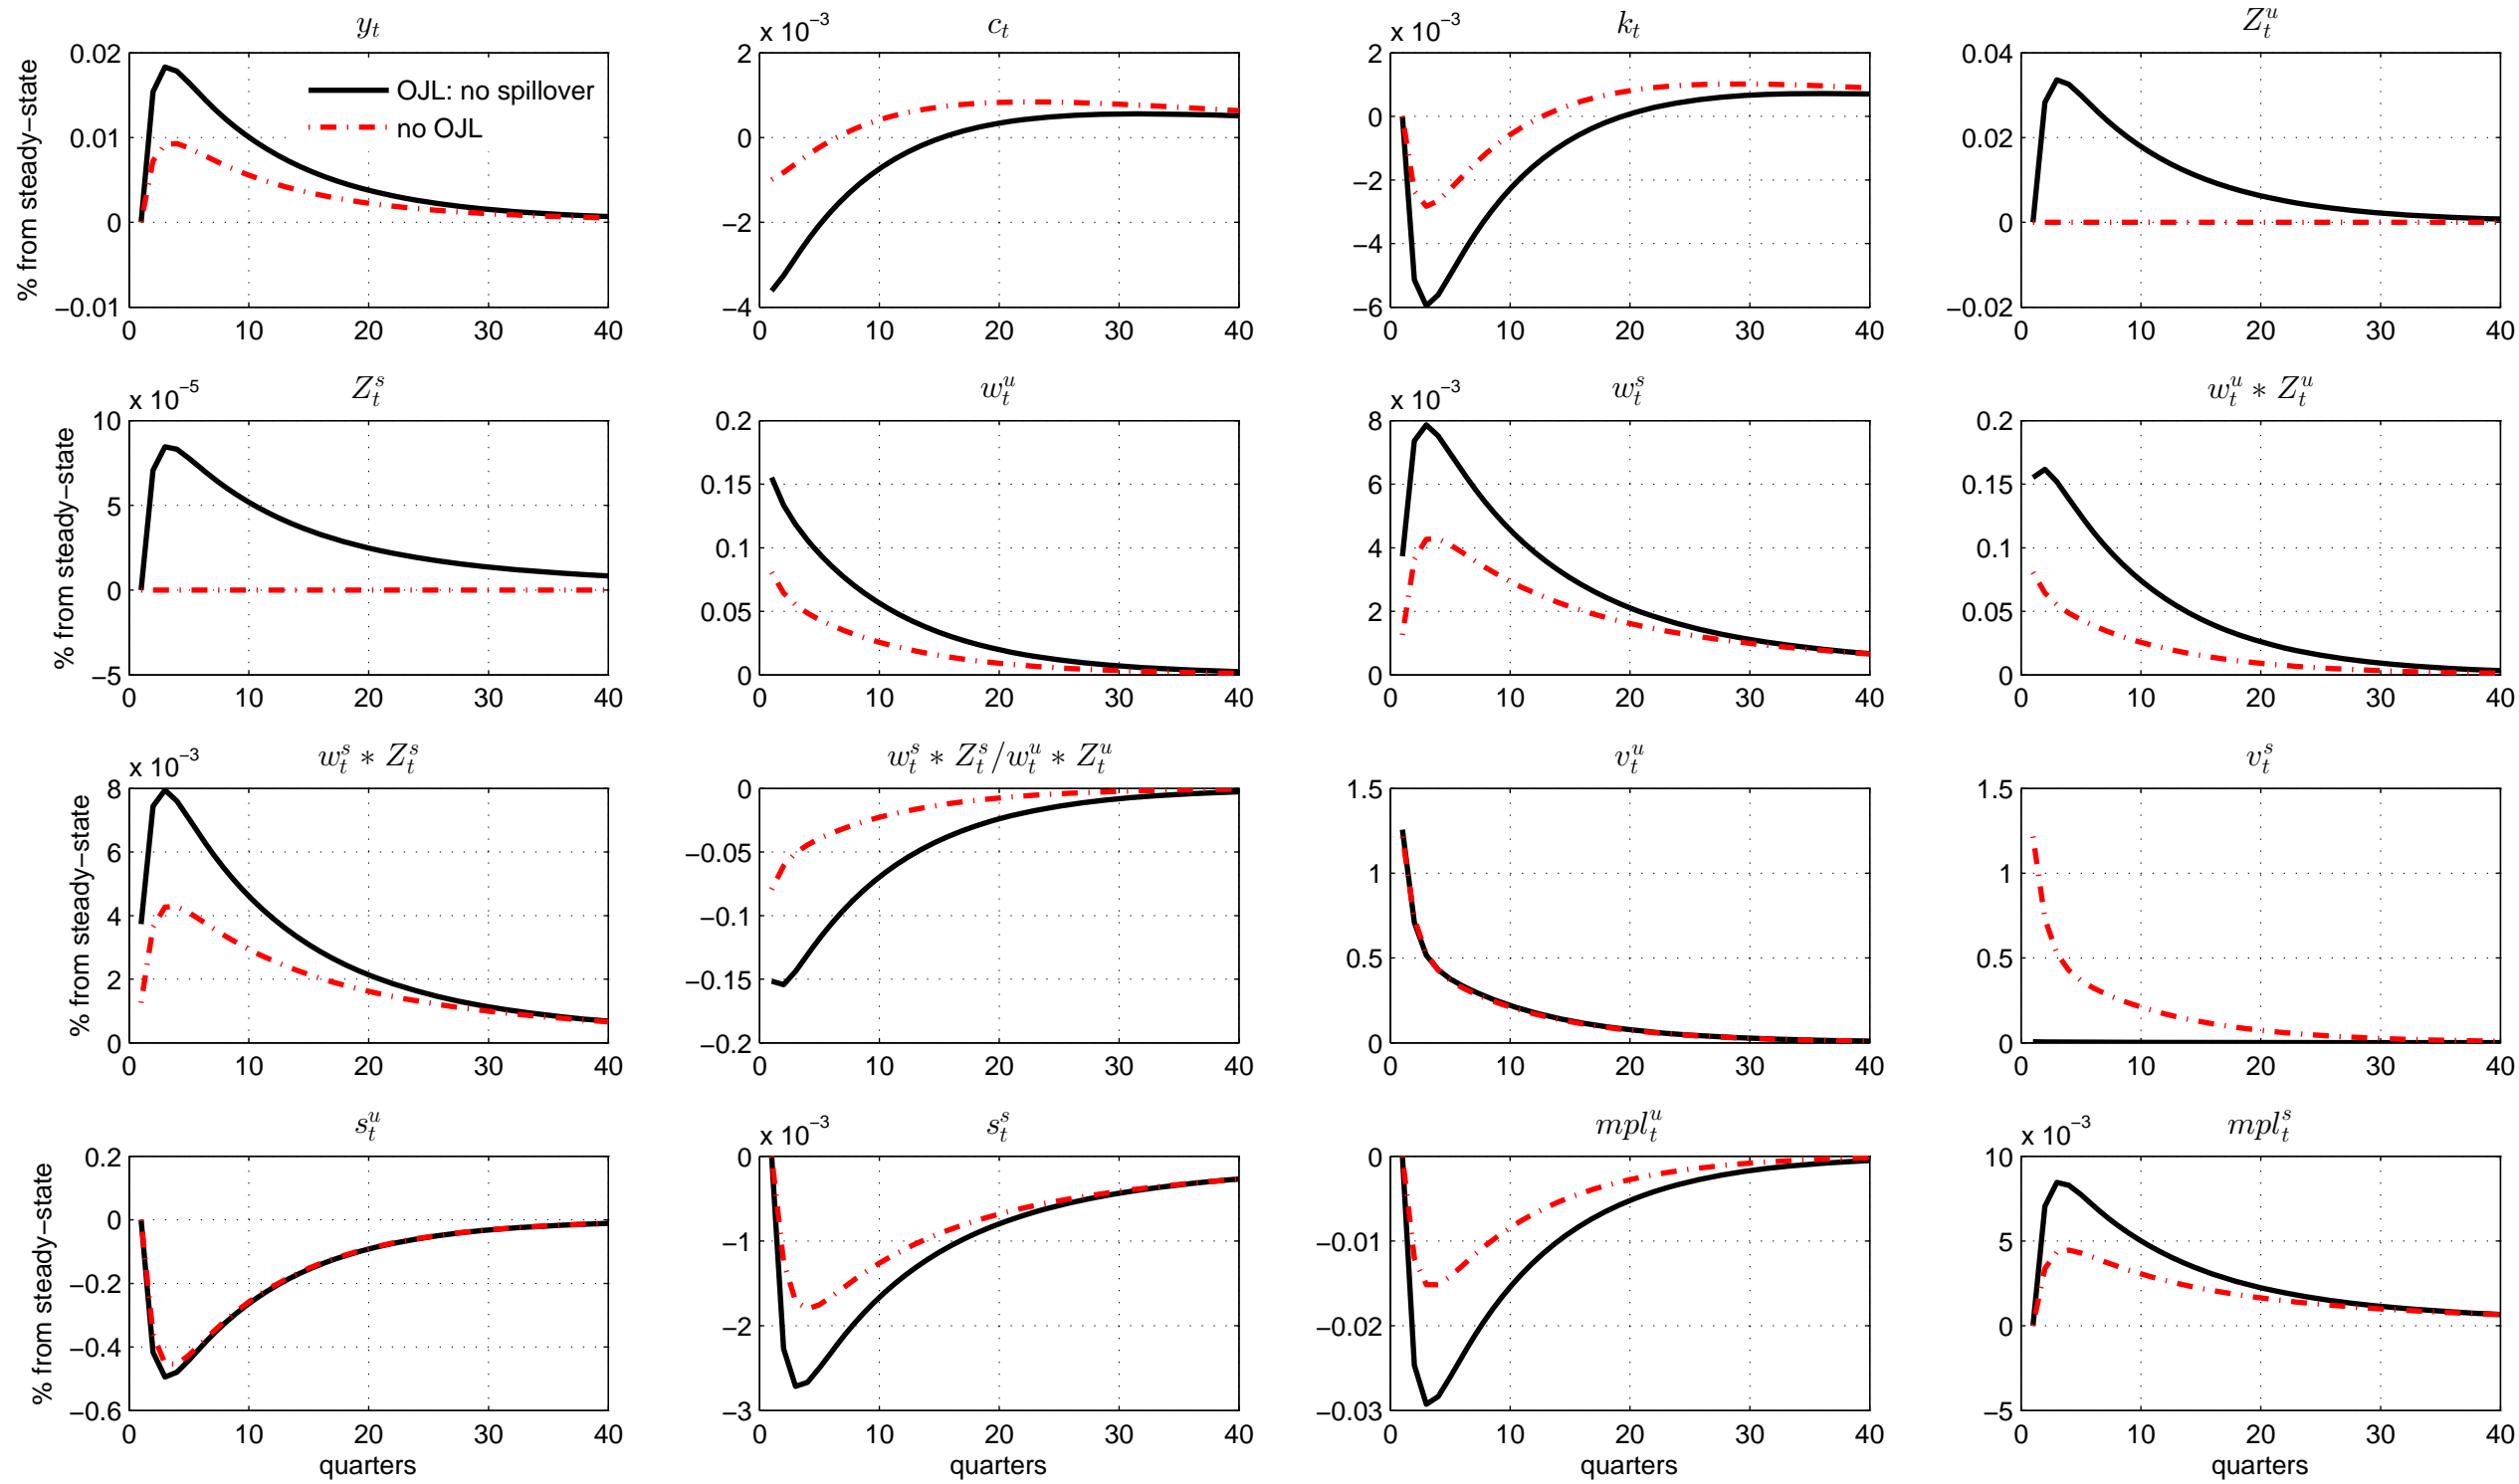 y_t
% from steady−state
0.02
0.01
0
−0.01
0 10 20 30 40
OJL: no spillover
no OJL
c_t
x 10^−3
2
0
−2
−4
0 10 20 30 40
k_t
x 10^−3
2
0
−2
−4
−6
0 10 20 30 40
Z_t^u
0.04
0.02
0
−0.02
0 10 20 30 40
Z_t^s
x 10^−5
% from steady−state
10
5
0
−5
0 10 20 30 40
w_t^u
0.2
0.15
0.1
0.05
0
0 10 20 30 40
w_t^s
x 10^−3
8
6
4
2
0
0 10 20 30 40
w_t^u * Z_t^u
0.2
0.15
0.1
0.05
0
0 10 20 30 40
w_t^s * Z_t^s
x 10^−3
% from steady−state
8
6
4
2
0
0 10 20 30 40
w_t^s * Z_t^s/w_t^u * Z_t^u
0
−0.05
−0.1
−0.15
−0.2
0 10 20 30 40
v_t^u
1.5
1
0.5
0
0 10 20 30 40
v_t^s
1.5
1
0.5
0
0 10 20 30 40
s_t^u
% from steady−state
0.2
0
−0.2
−0.4
−0.6
0 10 20 30 40
quarters
s_t^s
x 10^−3
0
−1
−2
−3
0 10 20 30 40
quarters
mpl_t^u
0
−0.01
−0.02
−0.03
0 10 20 30 40
quarters
mpl_t^s
x 10^−3
10
5
0
−5
0 10 20 30 40
quarters